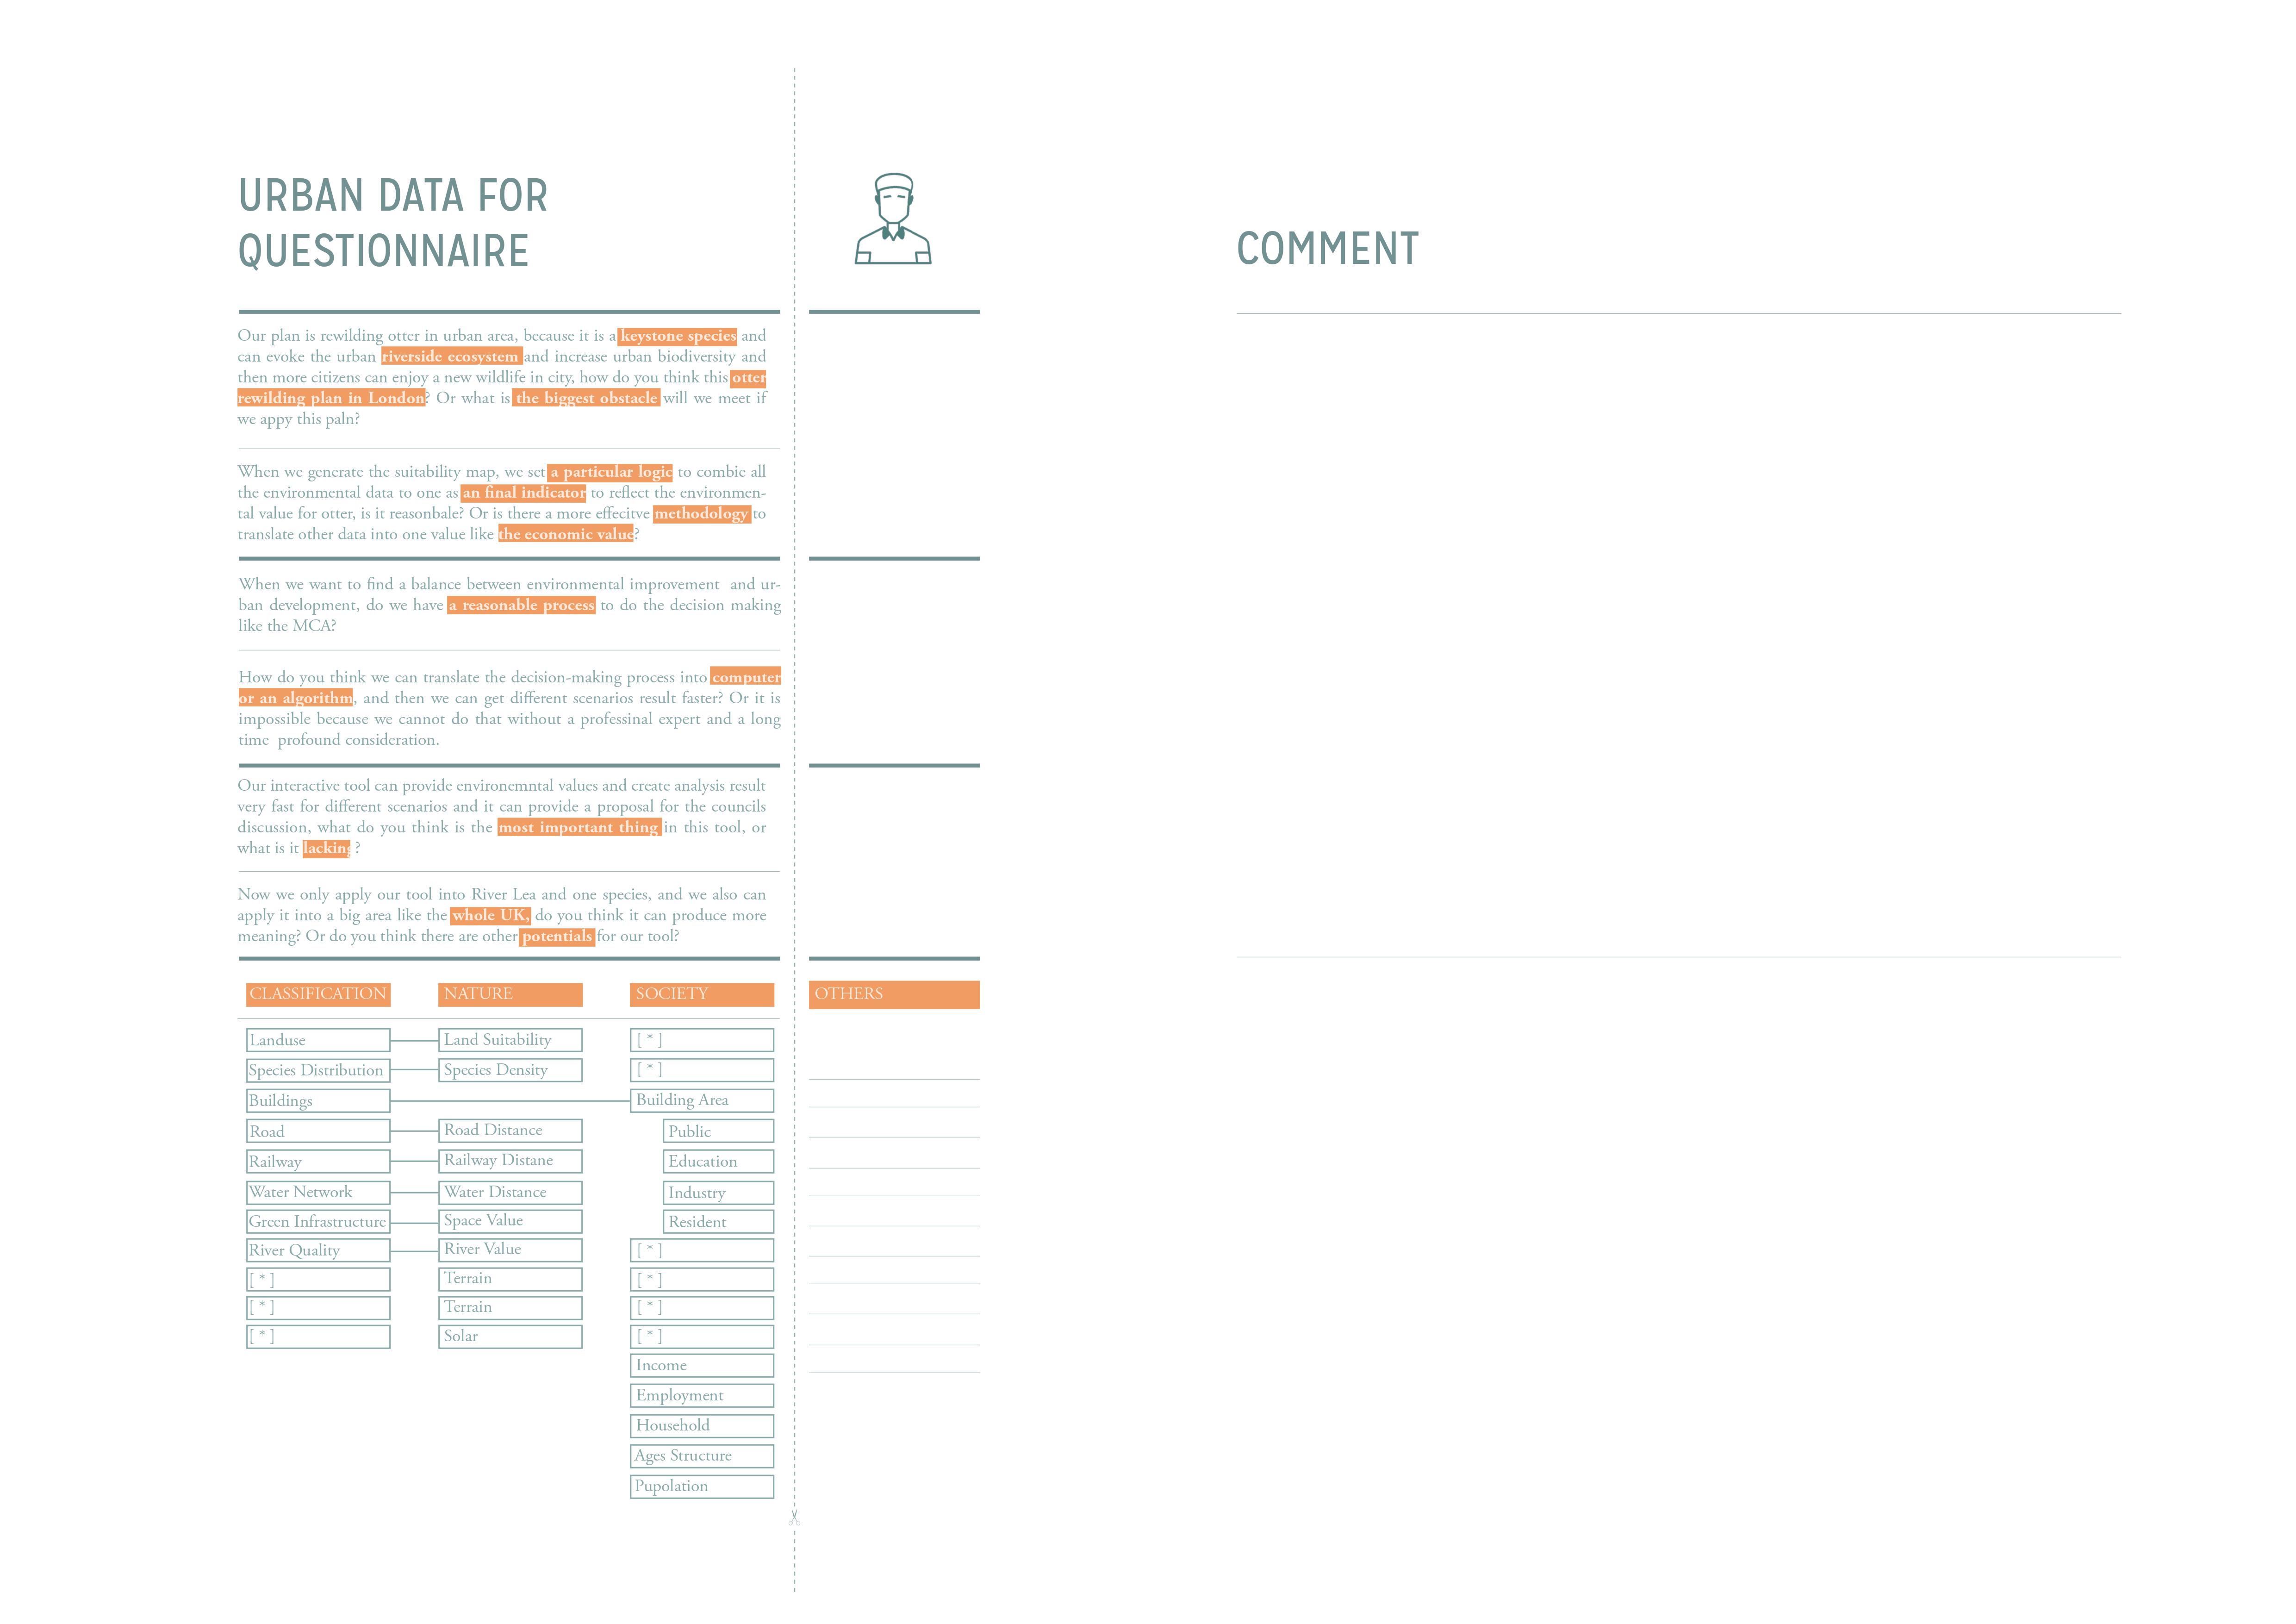 URBAN DATA FOR
QUESTIONNAIRE
Our plan is rewilding otter in urban area, because it is a keystone species and
can evoke the urban riverside ecosystem and increase urban biodiversity and
then more citizens can enjoy a new wildlife in city, how do you think this otter
rewilding plan in London? Or what is the biggest obstacle will we meet if
we appy this paln?
When we generate the suitability map, we set a particular logic to combie all
the environmental data to one as an final indicator to reflect the environmen-
tal value for otter, is it reasonbale? Or is there a more effecitve methodology to
translate other data into one value like the economic value?
When we want to find a balance between environmental improvement and ur-
ban development, do we have a reasonable process to do the decision making
like the MCA?
How do you think we can translate the decision-making process into computer
or an algorithm, and then we can get different scenarios result faster? Or it is
impossible because we cannot do that without a professinal expert and a long
time profound consideration.
Our interactive tool can provide environemntal values and create analysis result
very fast for different scenarios and it can provide a proposal for the councils
discussion, what do you think is the most important thing in this tool, or
what is it lacking ?
Now we only apply our tool into River Lea and one species, and we also can
apply it into a big area like the whole UK, do you think it can produce more
meaning? Or do you think there are other potentials for our tool?
CLASSIFICATION NATURE SOCIETY OTHERS
Landuse Land Suitability [ * ]
Species Distribution Species Density [ * ]
Buildings Building Area
Road Road Distance Public
Railway Railway Distane Education
Water Network Water Distance Industry
Green Infrastructure Space Value Resident
River Quality River Value [ * ]
[ * ] Terrain [ * ]
[ * ] Terrain [ * ]
[ * ] Solar [ * ]
Income
Employment
Household
Ages Structure
Pupolation
COMMENT